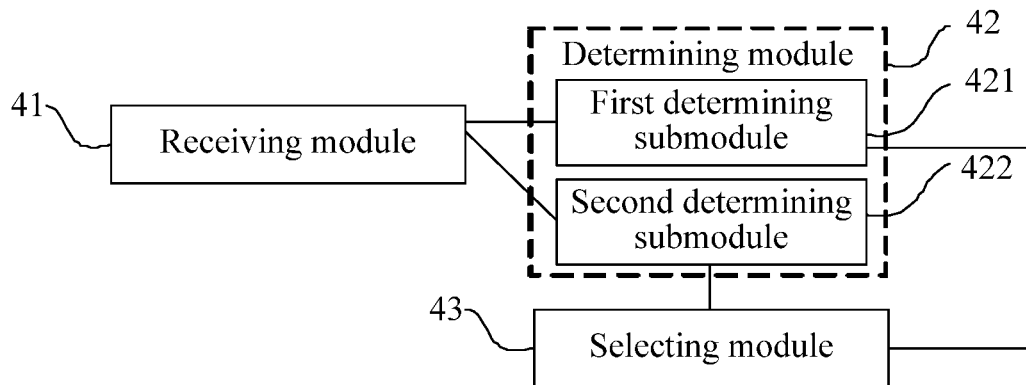 42
Determining module
421
First determining
submodule
41
Receiving module
422
Second determining
submodule
43
Selecting module